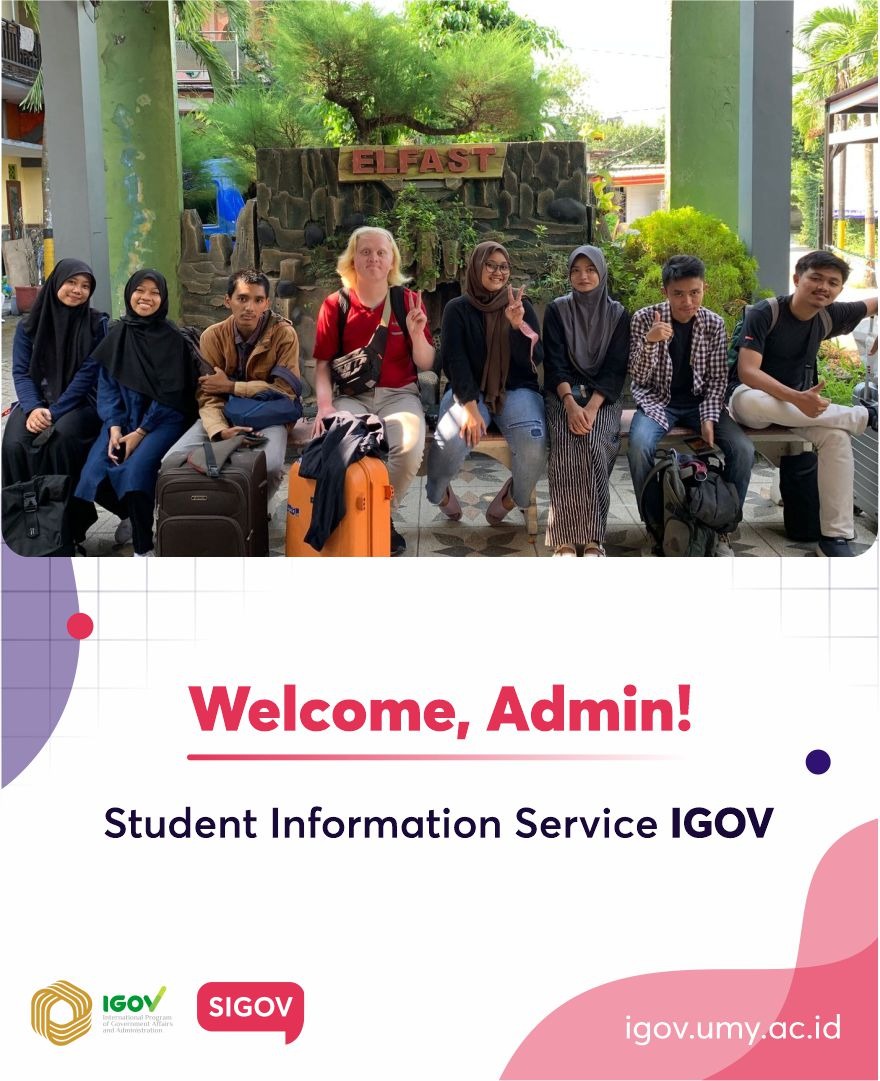 ELFAST
Welcome, Admin!
Student Information Service IGOV
IGOV
International Program
of Government Affairs
and Administration
SIGOV
igov.umy.ac.id